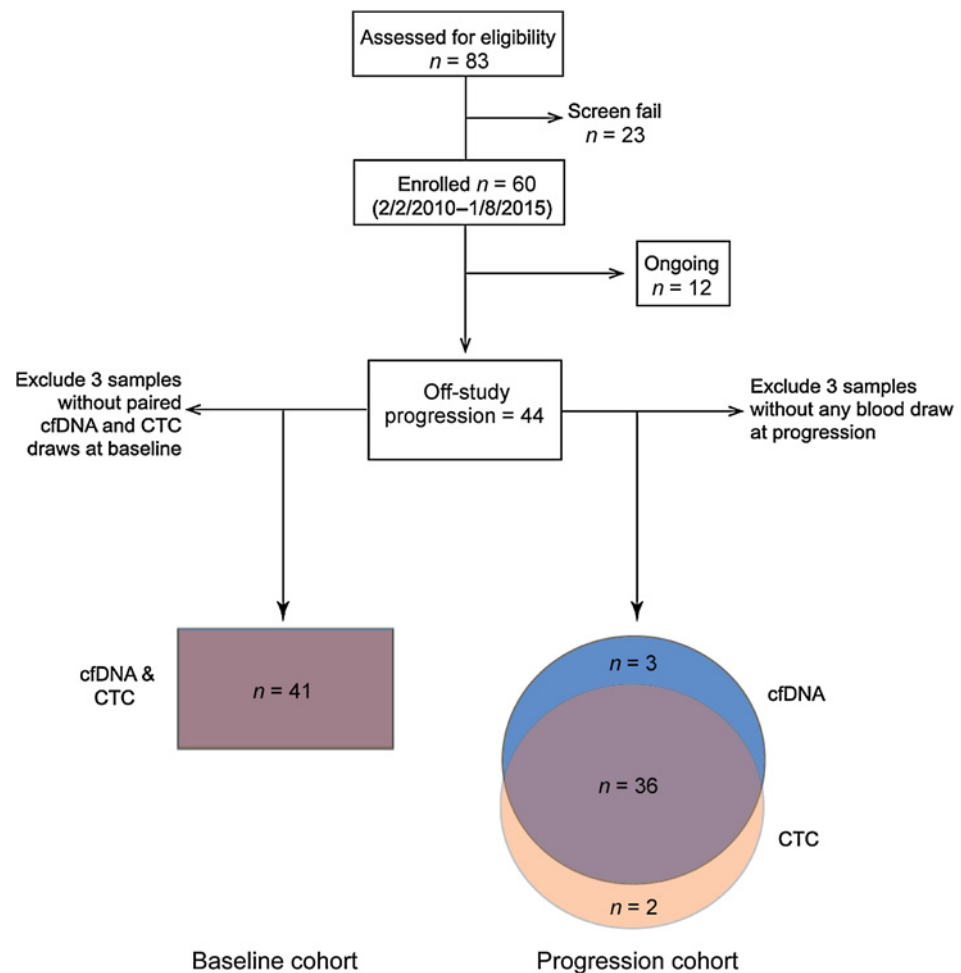 Assessed for eligibility
n = 83
Screen fail
n = 23
Enrolled n = 60
(2/2/2010–1/8/2015)
Ongoing
n = 12
Off-study
progression = 44
Exclude 3 samples
without paired
cfDNA and CTC
draws at baseline
Exclude 3 samples
without any blood draw
at progression
cfDNA &
CTC
n = 41
n = 3
cfDNA
n = 36
CTC
n = 2
Baseline cohort
Progression cohort